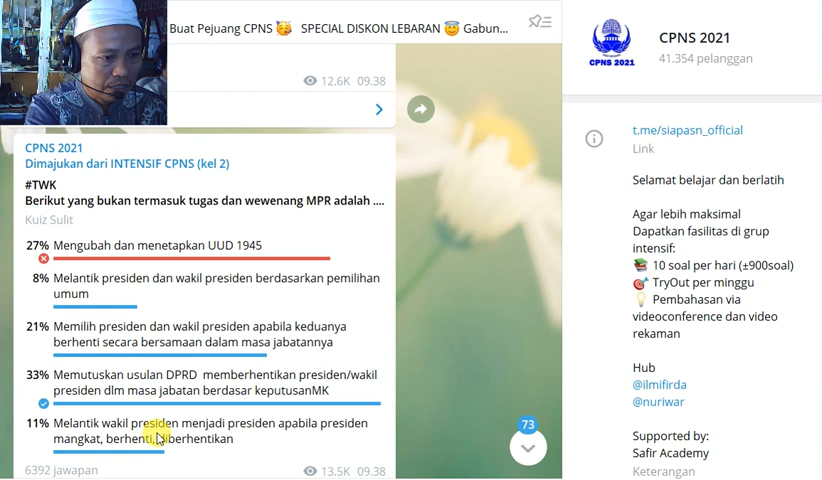 Buat Pejuang CPNS 🥳 SPECIAL DISKON LEBARAN 😇 Gabun...
12.6K 09.38
CPNS 2021
Dimajukan dari INTENSIF CPNS (kel 2)
#TWK
Berikut yang bukan termasuk tugas dan wewenang MPR adalah ....
Kuiz Sulit
27% Mengubah dan menetapkan UUD 1945
8% Melantik presiden dan wakil presiden berdasarkan pemilihan
umum
21% Memilih presiden dan wakil presiden apabila keduanya
berhenti secara bersamaan dalam masa jabatannya
33% Memutuskan usulan DPRD memberhentikan presiden/wakil
presiden dlm masa jabatan berdasar keputusanMK
11% Melantik wakil presiden menjadi presiden apabila presiden
mangkat, berhenti, diberhentikan
6392 jawapan
13.5K 09.38
73
CPNS 2021
CPNS 2021
41.354 pelanggan
t.me/siapasn_official
Link
Selamat belajar dan berlatih
Agar lebih maksimal
Dapatkan fasilitas di grup
intensif:
📚 10 soal per hari (±900soal)
🎯 TryOut per minggu
💡 Pembahasan via
videoconference dan video
rekaman
Hub
@ilmifirda
@nuriwar
Supported by:
Safir Academy
Keterangan